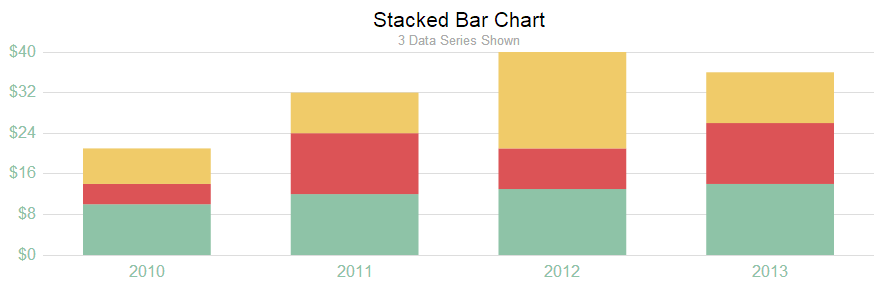 Stacked Bar Chart
3 Data Series Shown
$40
$32
$24
$16
$8
$0
2010 2011 2012 2013